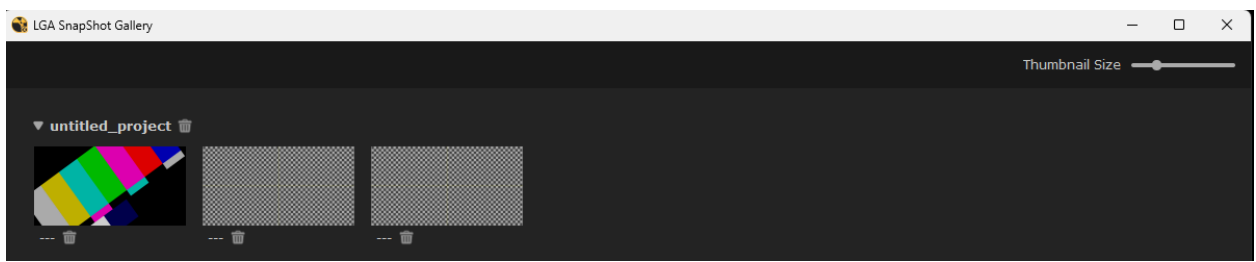 LGA SnapShot Gallery
Thumbnail Size
untitled_project
--- 
---
---